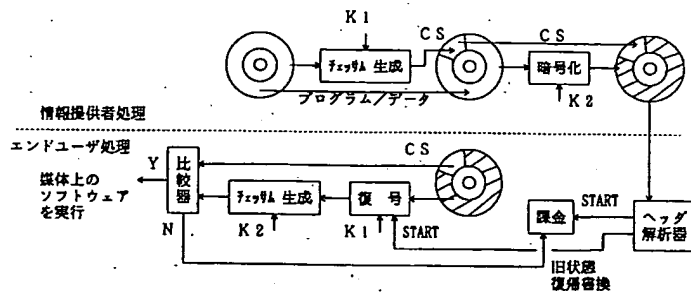 K1
CS
CS
ﾁｪｯｻﾑ 生成
暗号化
K2
プログラム/データ
情報提供者処理
エンドユーザ処理
Y
比較器
CS
媒体上の
ソフトウェア
を実行
ﾁｪｯｻﾑ 生成
復号
課金
START
ヘッダ
解析器
N
K2
K1
START
旧状態